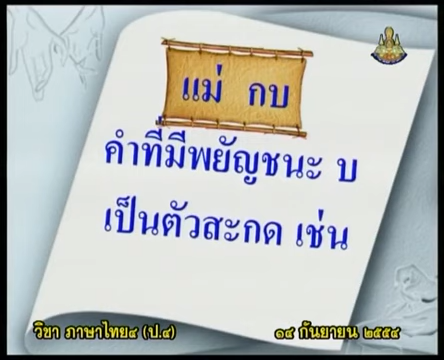 แม่ กบ
คำที่มีพยัญชนะ บ
เป็นตัวสะกด เช่น
วิชา ภาษาไทย๔ (ป.๔)
๑๔ กันยายน ๒๕๕๔